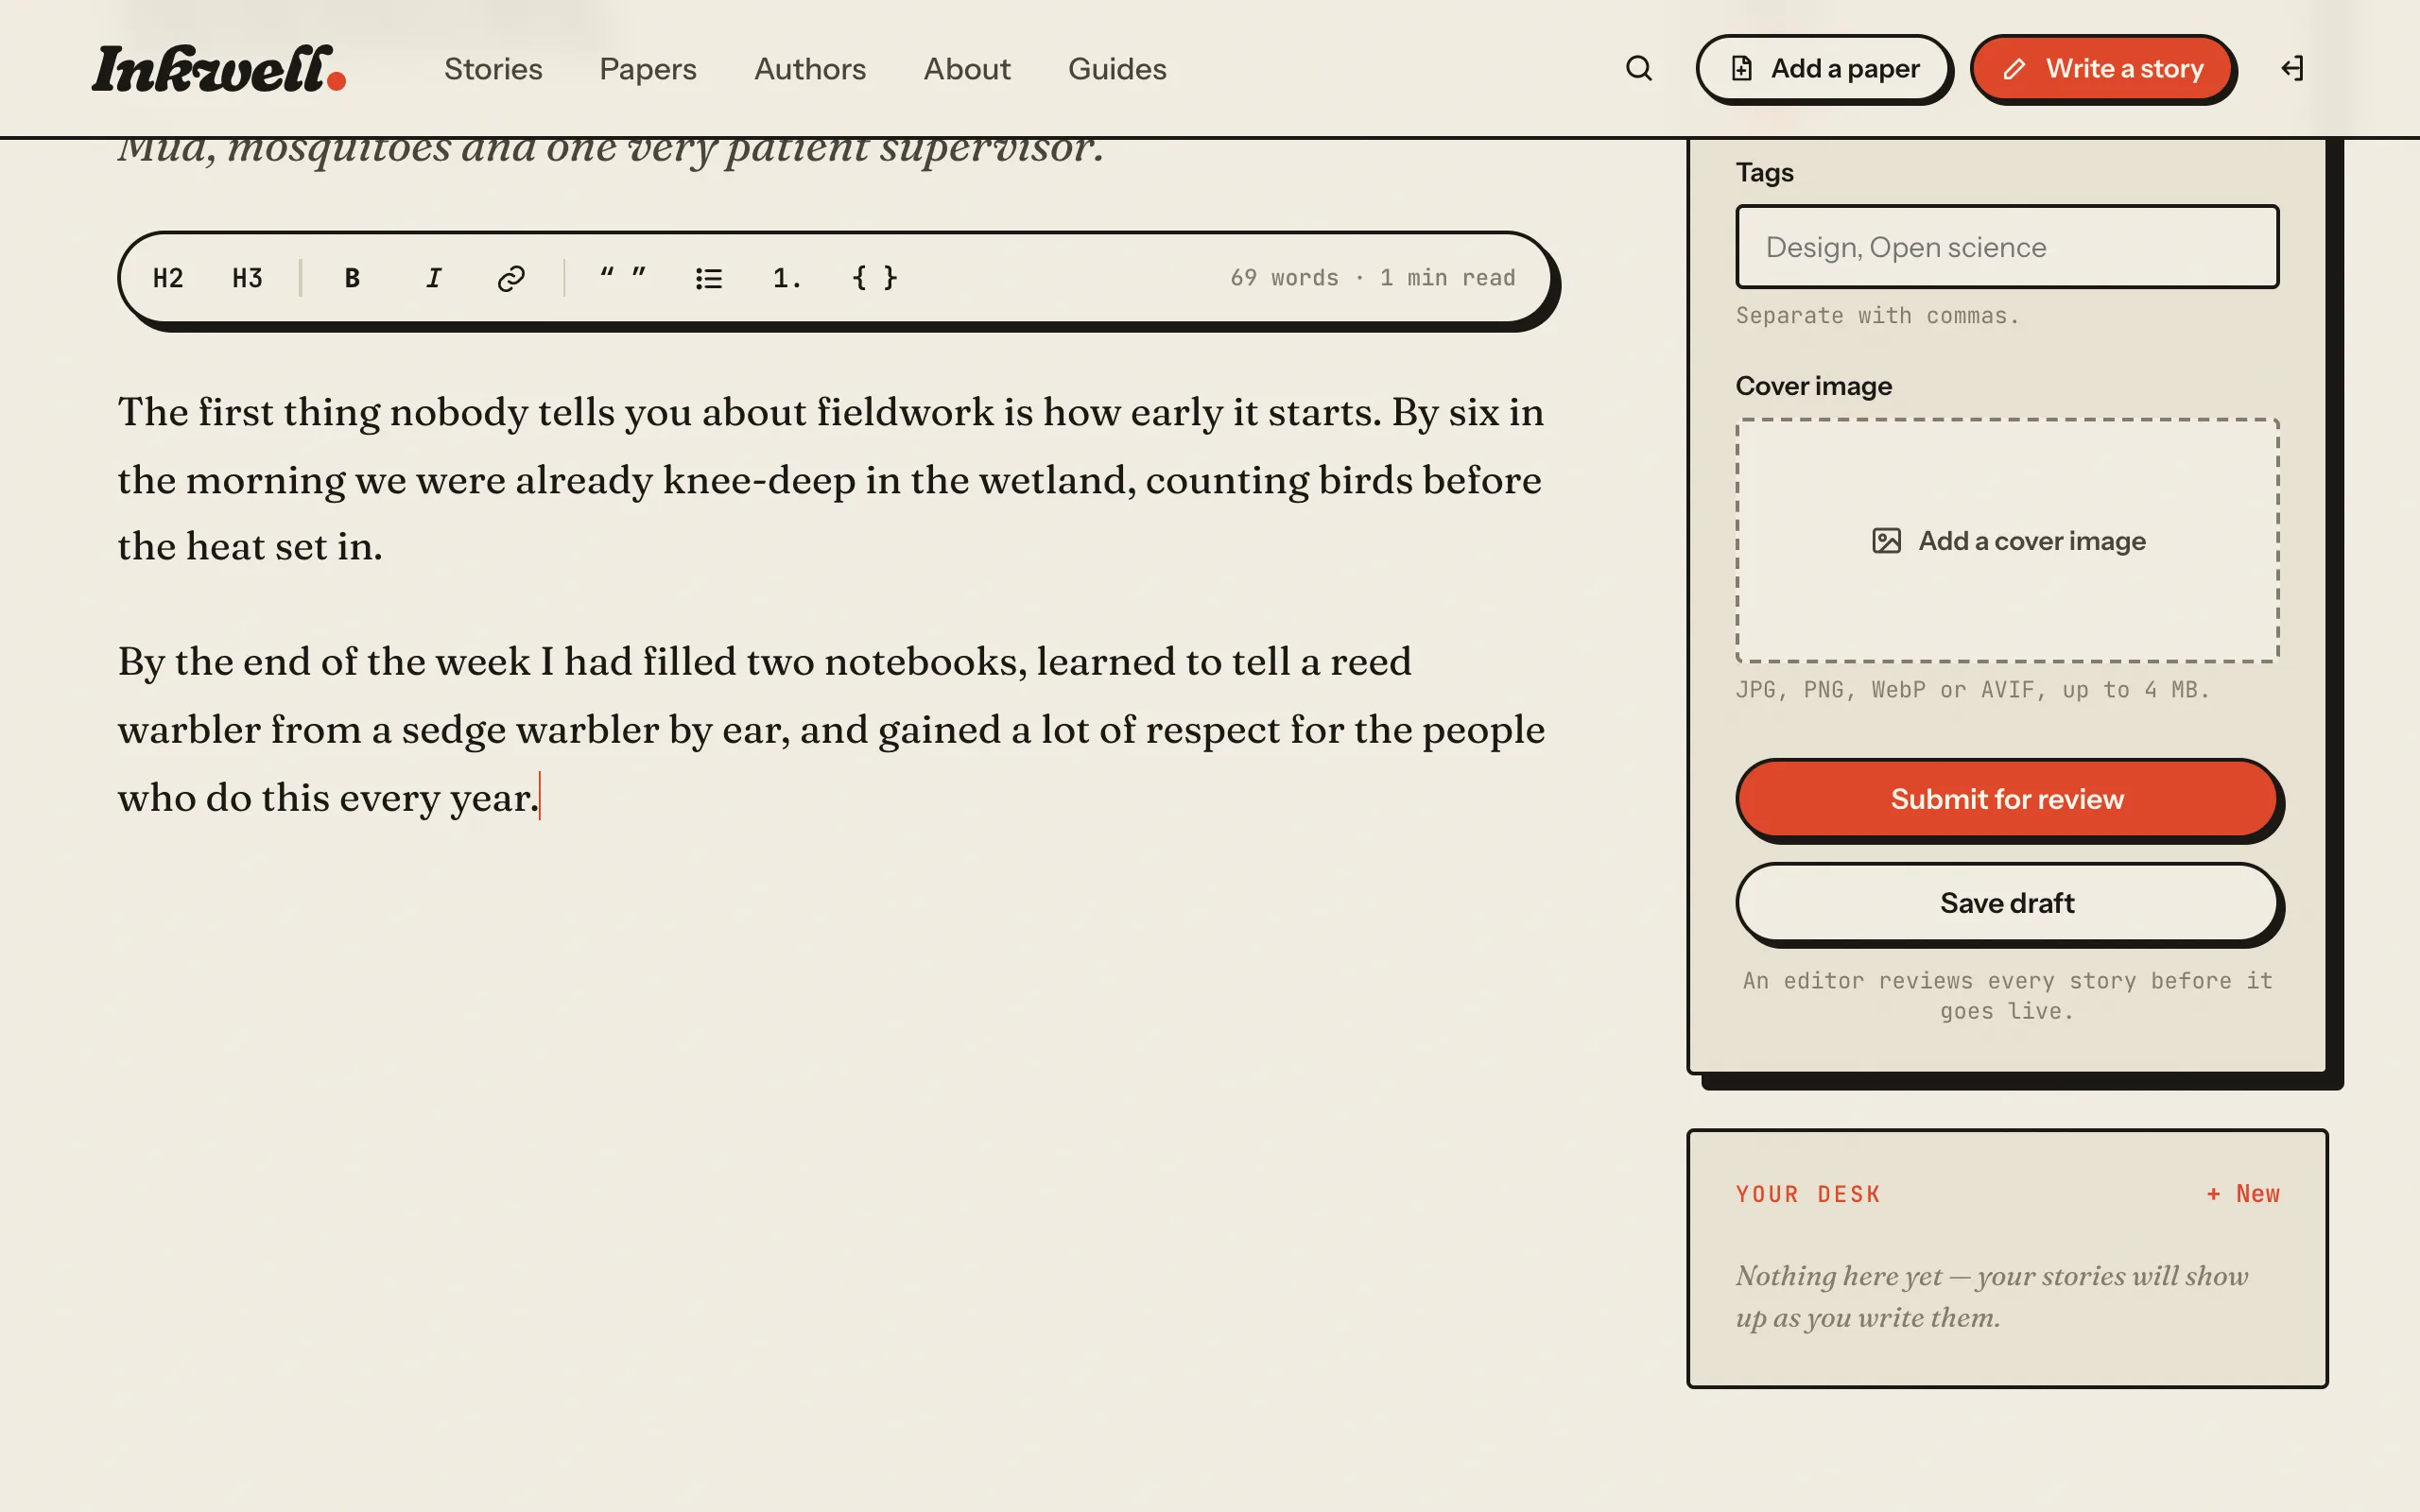 Inkwell.
Stories
Papers
Authors
About
Guides
Add a paper
Write a story
Mud, mosquitoes and one very patient supervisor.
H2
H3
B
I
“ ”
1.
{ }
69 words · 1 min read
The first thing nobody tells you about fieldwork is how early it starts. By six in
the morning we were already knee-deep in the wetland, counting birds before
the heat set in.
By the end of the week I had filled two notebooks, learned to tell a reed
warbler from a sedge warbler by ear, and gained a lot of respect for the people
who do this every year.
Tags
Design, Open science
Separate with commas.
Cover image
Add a cover image
JPG, PNG, WebP or AVIF, up to 4 MB.
Submit for review
Save draft
An editor reviews every story before it
goes live.
YOUR DESK
+ New
Nothing here yet — your stories will show
up as you write them.